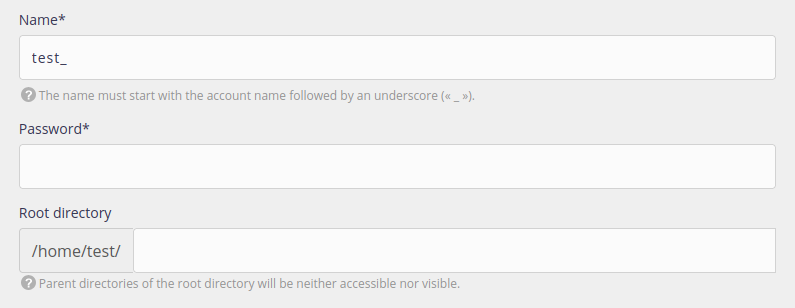 Name*
test_
? The name must start with the account name followed by an underscore (« _ »).
Password*
Root directory
/home/test/
? Parent directories of the root directory will be neither accessible nor visible.